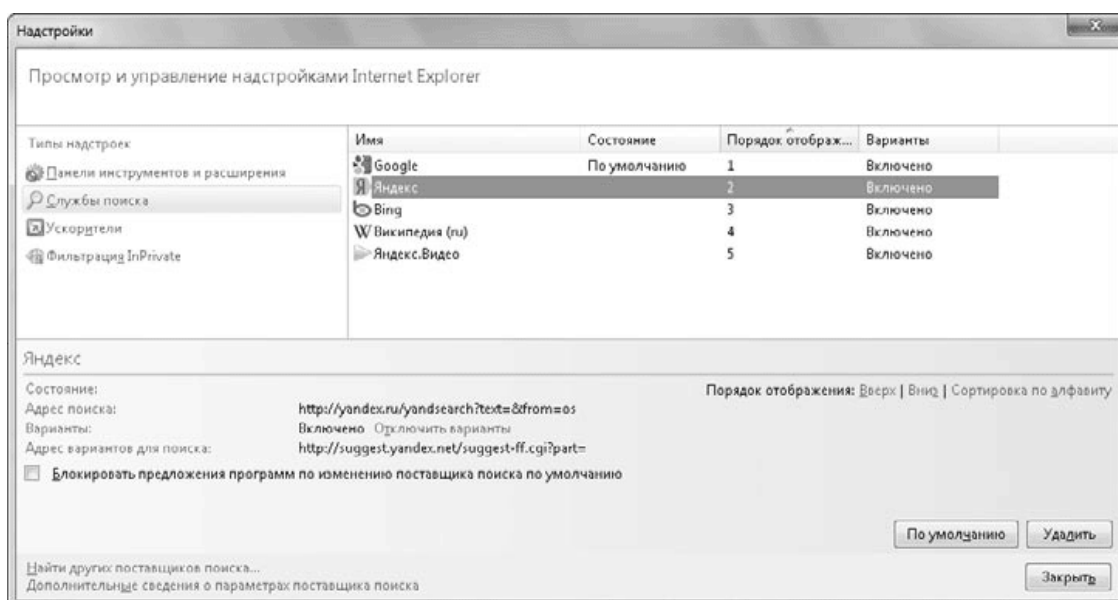 Надстройки
Просмотр и управление надстройками Internet Explorer
Типы надстроек
Панели инструментов и расширения
Службы поиска
Ускорители
Фильтрация InPrivate
Имя Состояние Порядок отображ... Варианты
Google По умолчанию 1 Включено
Яндекс 2 Включено
Bing 3 Включено
Википедия (ru) 4 Включено
Яндекс.Видео 5 Включено
Яндекс
Состояние: Порядок отображения: Вверх | Вниз | Сортировка по алфавиту
Адрес поиска: http://yandex.ru/yandsearch?text=&from=os
Варианты: Включено Отключить варианты
Адрес вариантов для поиска: http://suggest.yandex.net/suggest-ff.cgi?part=
Блокировать предложения программ по изменению поставщика поиска по умолчанию
По умолчанию Удалить
Найти других поставщиков поиска...
Дополнительные сведения о параметрах поставщика поиска
Закрыть